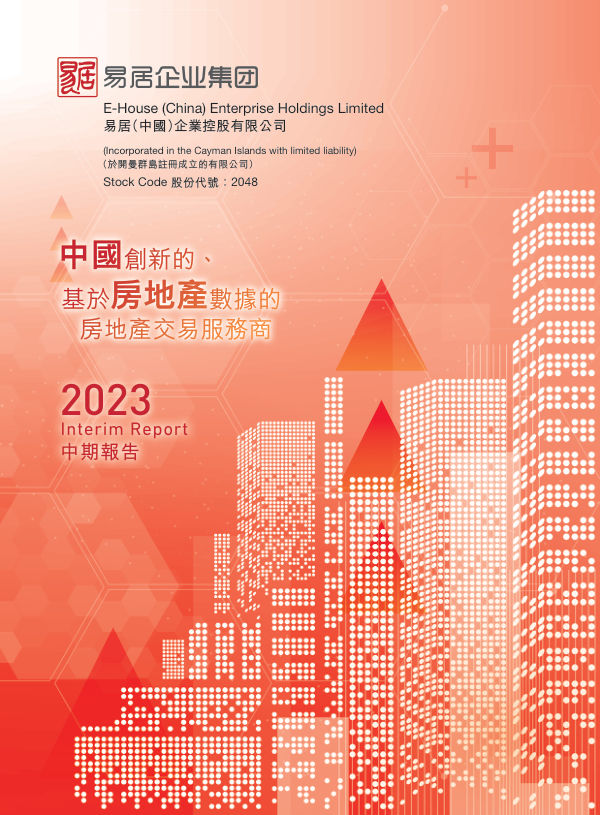 易居 易居企业集团
E-House (China) Enterprise Holdings Limited
易居（中國）企業控股有限公司
(Incorporated in the Cayman Islands with limited liability)
（於開曼群島註冊成立的有限公司）
Stock Code 股份代號：2048
中國創新的、
基於房地產數據的
房地產交易服務商
2023
Interim Report
中期報告